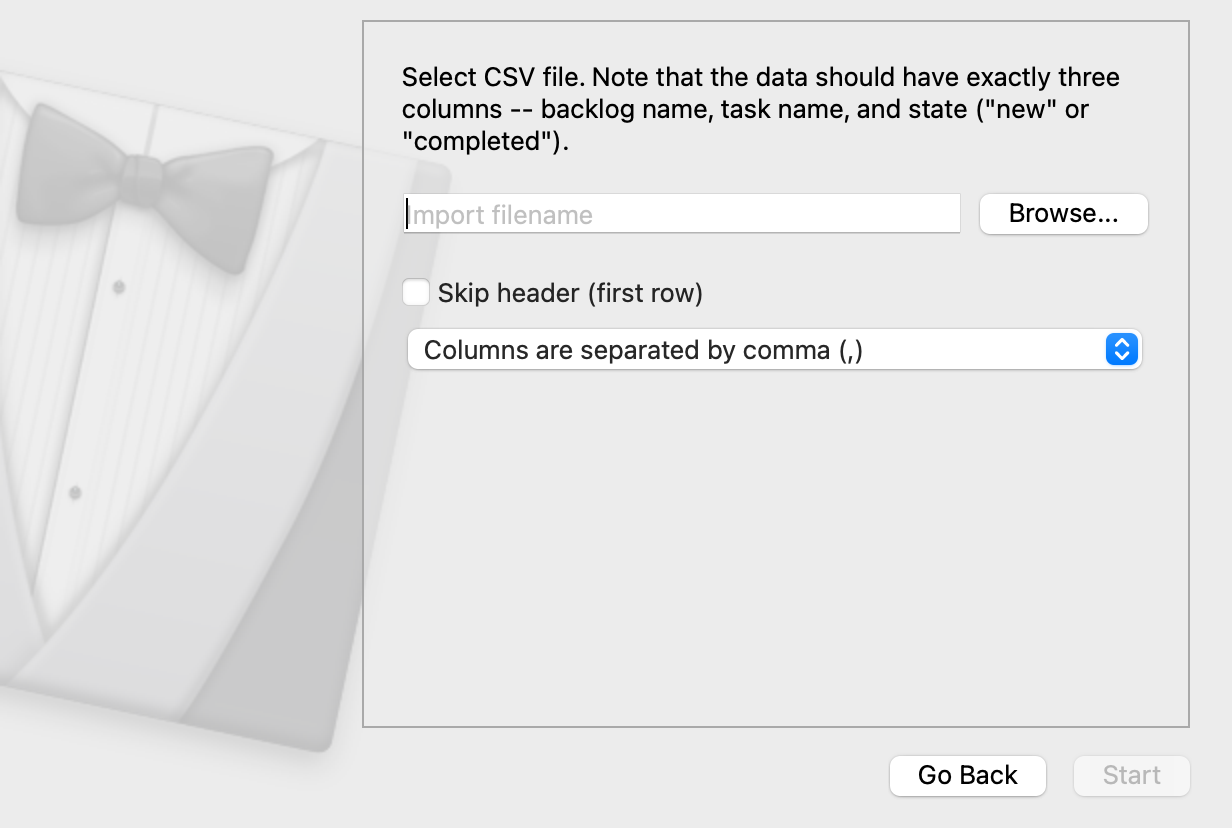 Select CSV file. Note that the data should have exactly three
columns -- backlog name, task name, and state ("new" or
"completed").
Import filename
Browse...
Skip header (first row)
Columns are separated by comma (,)
Go Back
Start